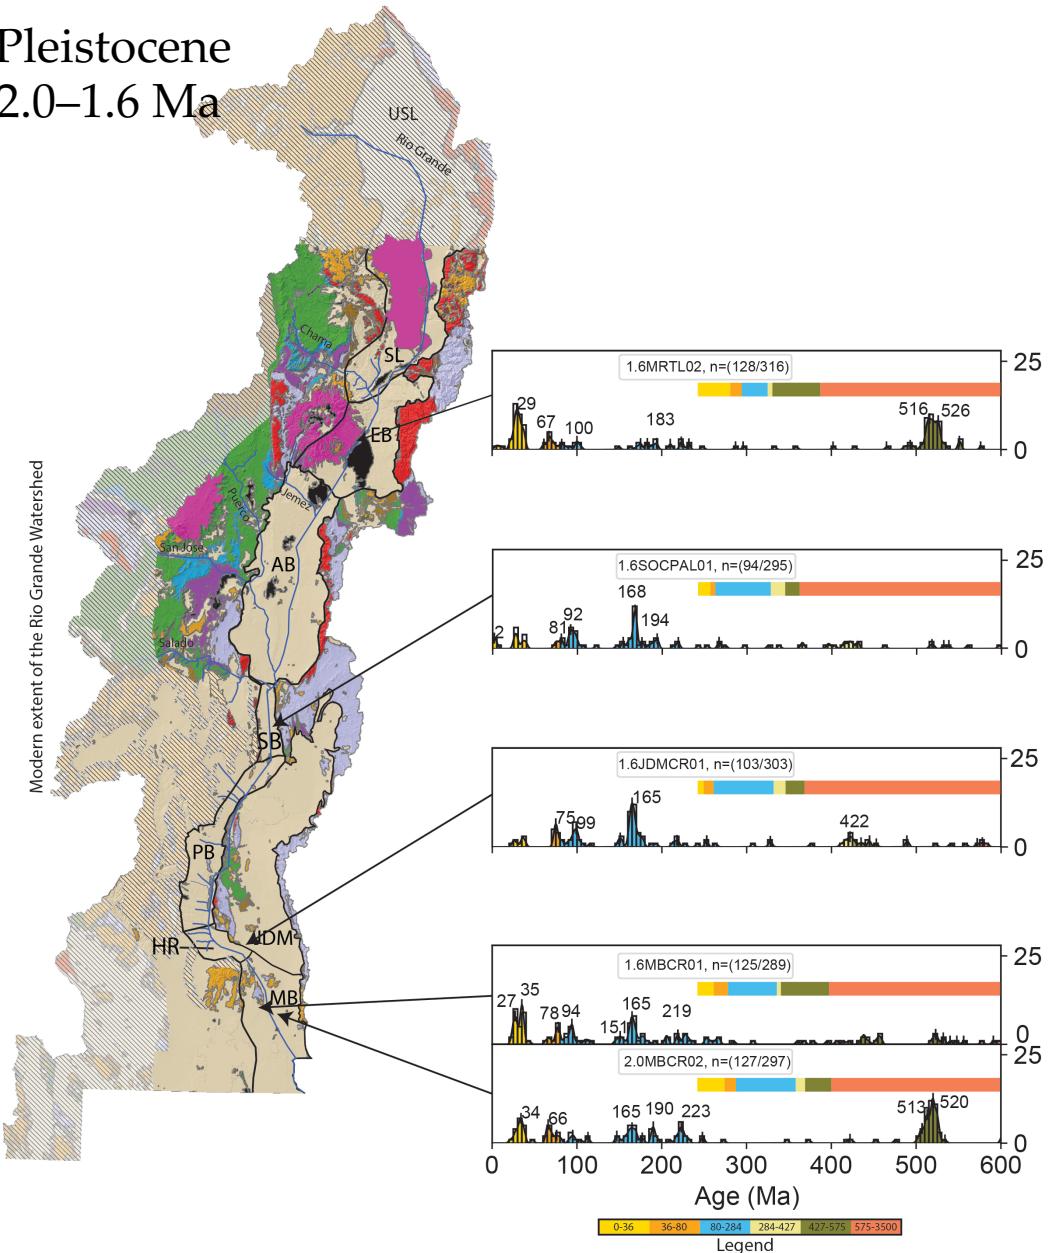 Pleistocene
2.0–1.6 Ma
USL
Rio Grande
Chama
SL
EB
Jemez
Puerco
San Jose
AB
Salado
SB
PB
HR
JDM
MB
Modern extent of the Rio Grande Watershed
1.6MRTL02, n=(128/316)
25
29
67
100
183
516
526
0
1.6SOCPAL01, n=(94/295)
25
2
81
92
168
194
0
1.6JDMCR01, n=(103/303)
25
75
99
165
422
0
1.6MBCR01, n=(125/289)
25
27
35
78
94
151
165
219
0
2.0MBCR02, n=(127/297)
25
34
66
165
190
223
513
520
0
0 100 200 300 400 500 600
Age (Ma)
0-36 36-80 80-284 284-427 427-575 575-3500
Legend